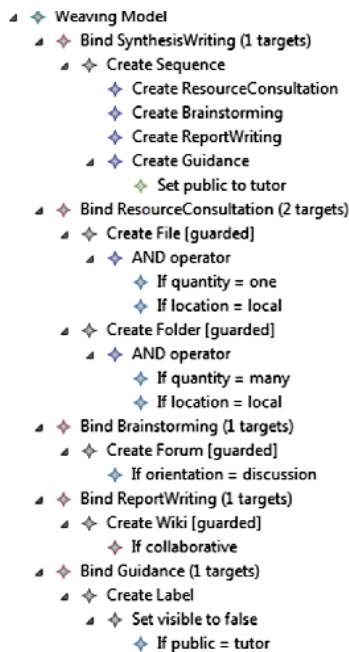 Weaving Model
Bind SynthesisWriting (1 targets)
Create Sequence
Create ResourceConsultation
Create Brainstorming
Create ReportWriting
Create Guidance
Set public to tutor
Bind ResourceConsultation (2 targets)
Create File [guarded]
AND operator
If quantity = one
If location = local
Create Folder [guarded]
AND operator
If quantity = many
If location = local
Bind Brainstorming (1 targets)
Create Forum [guarded]
If orientation = discussion
Bind ReportWriting (1 targets)
Create Wiki [guarded]
If collaborative
Bind Guidance (1 targets)
Create Label
Set visible to false
If public = tutor